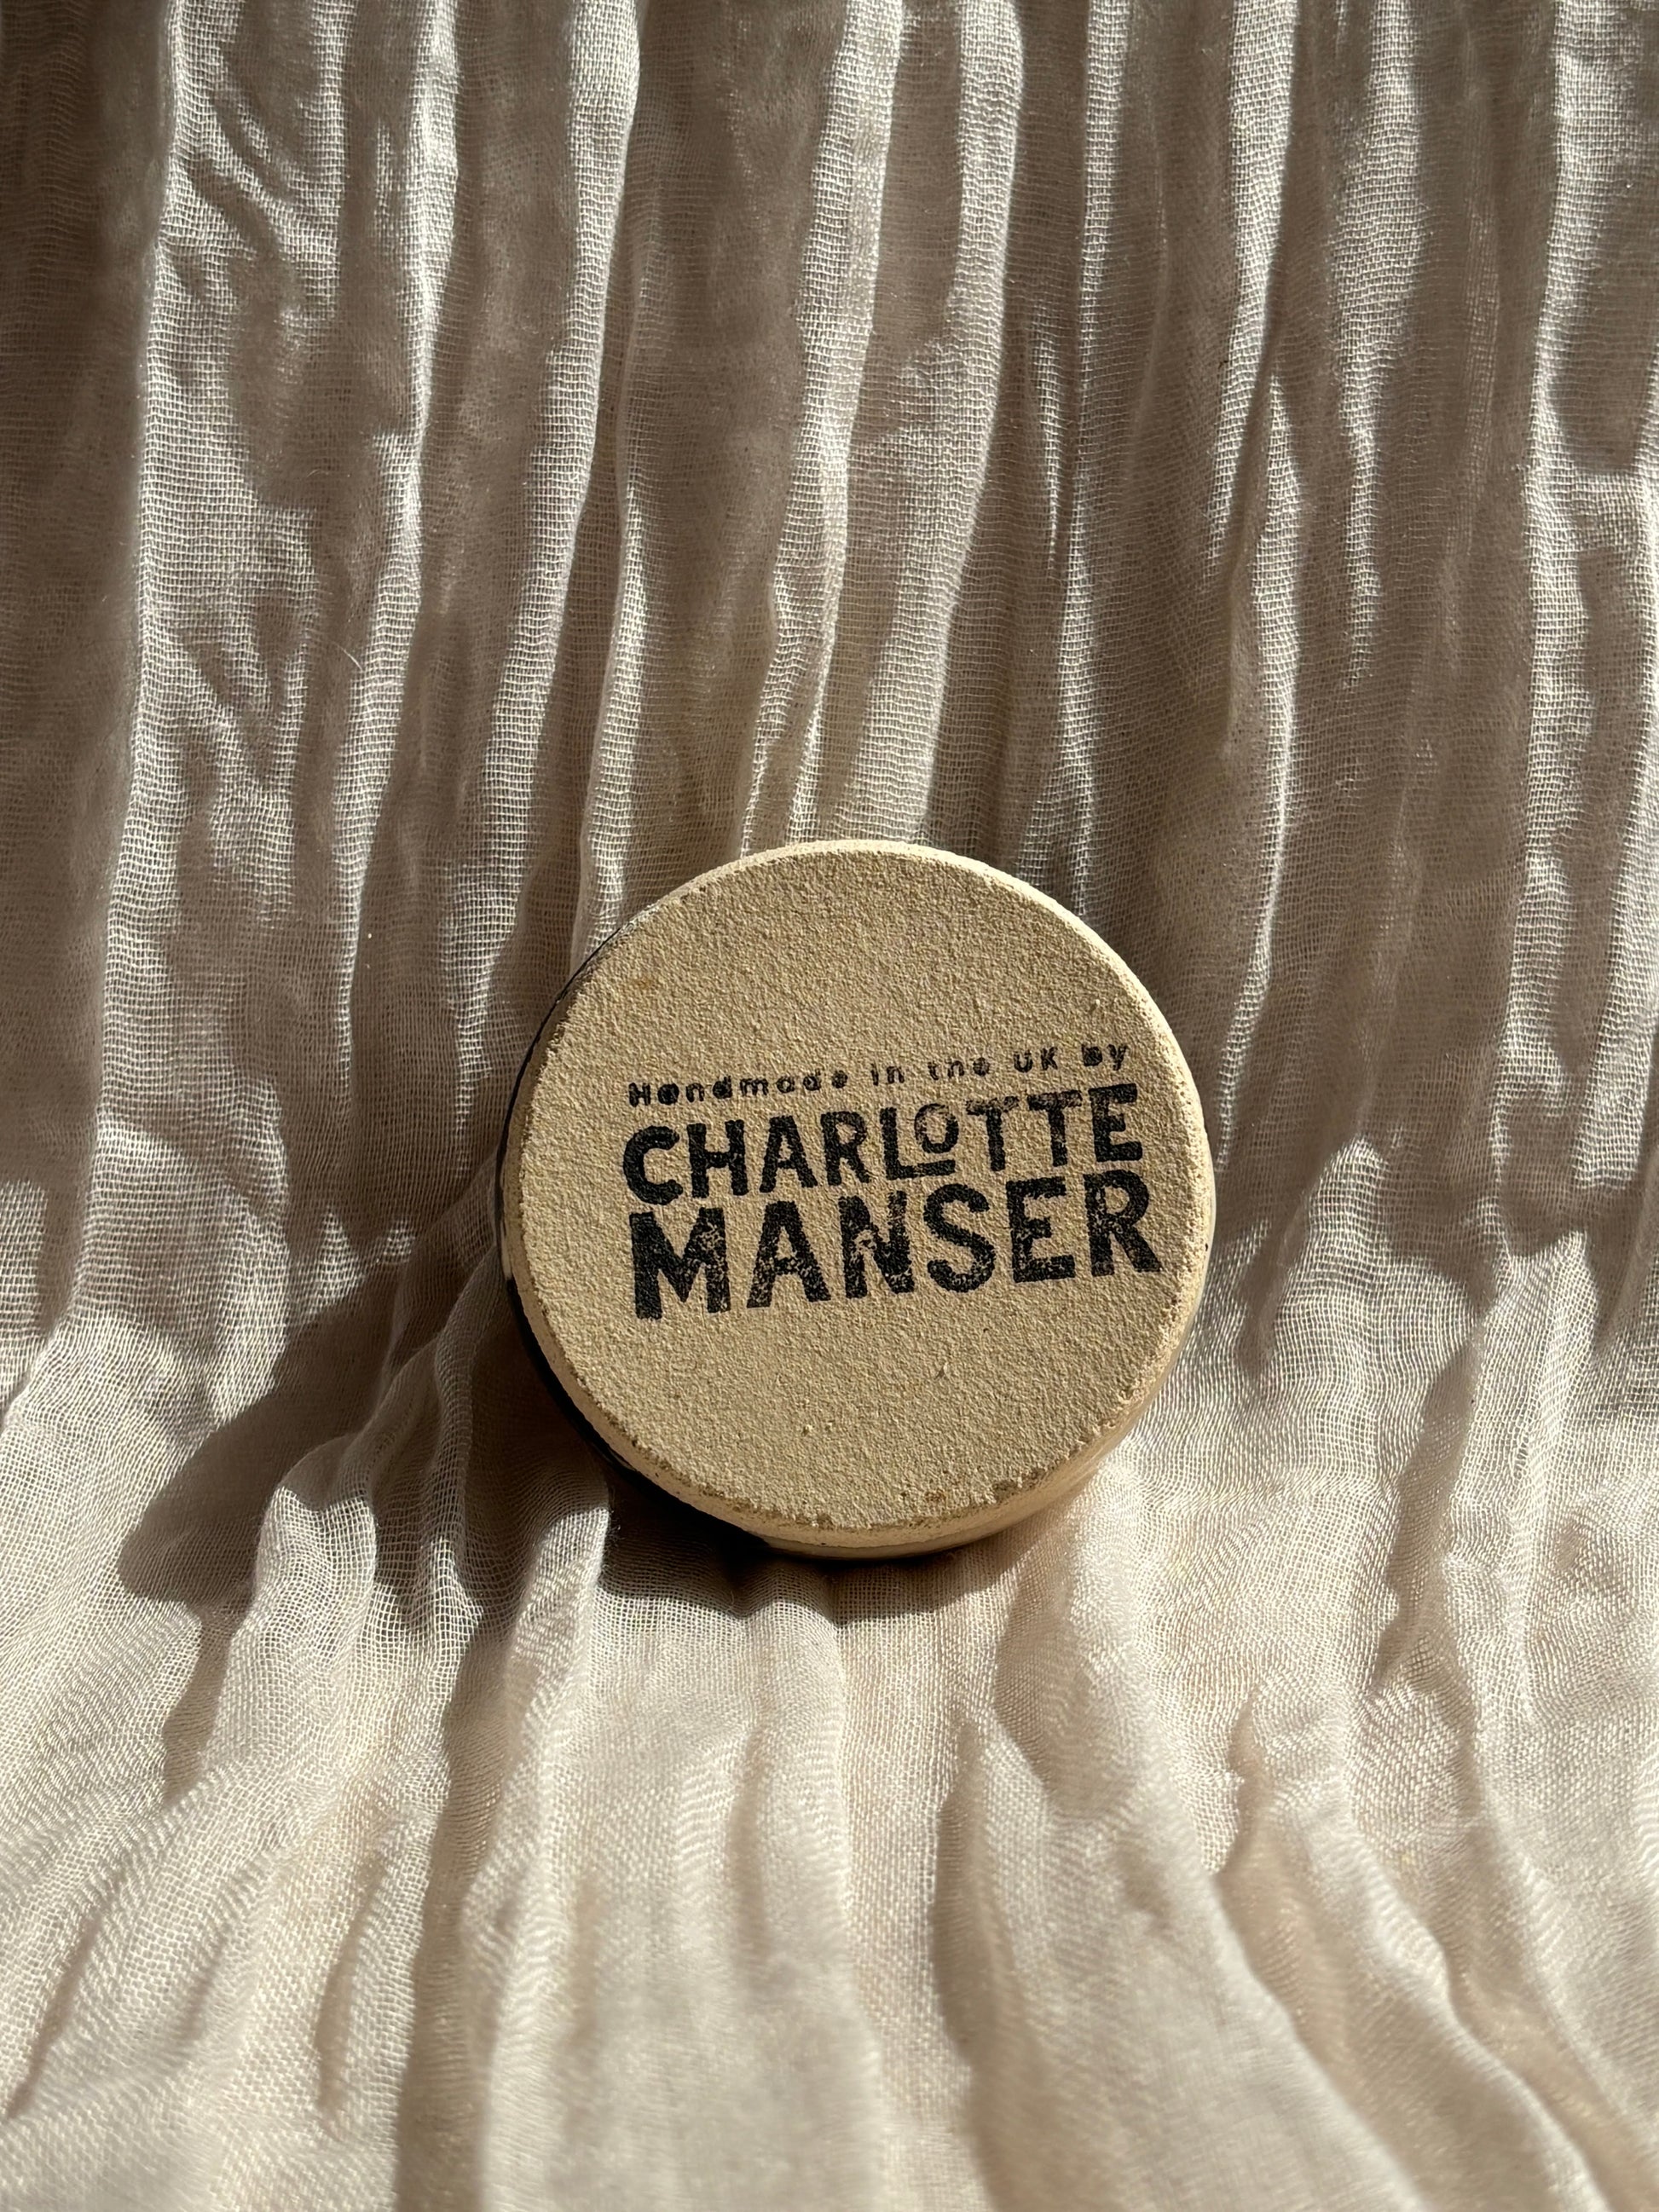 Handmade in the UK by
CHARLOTTE
MANSER